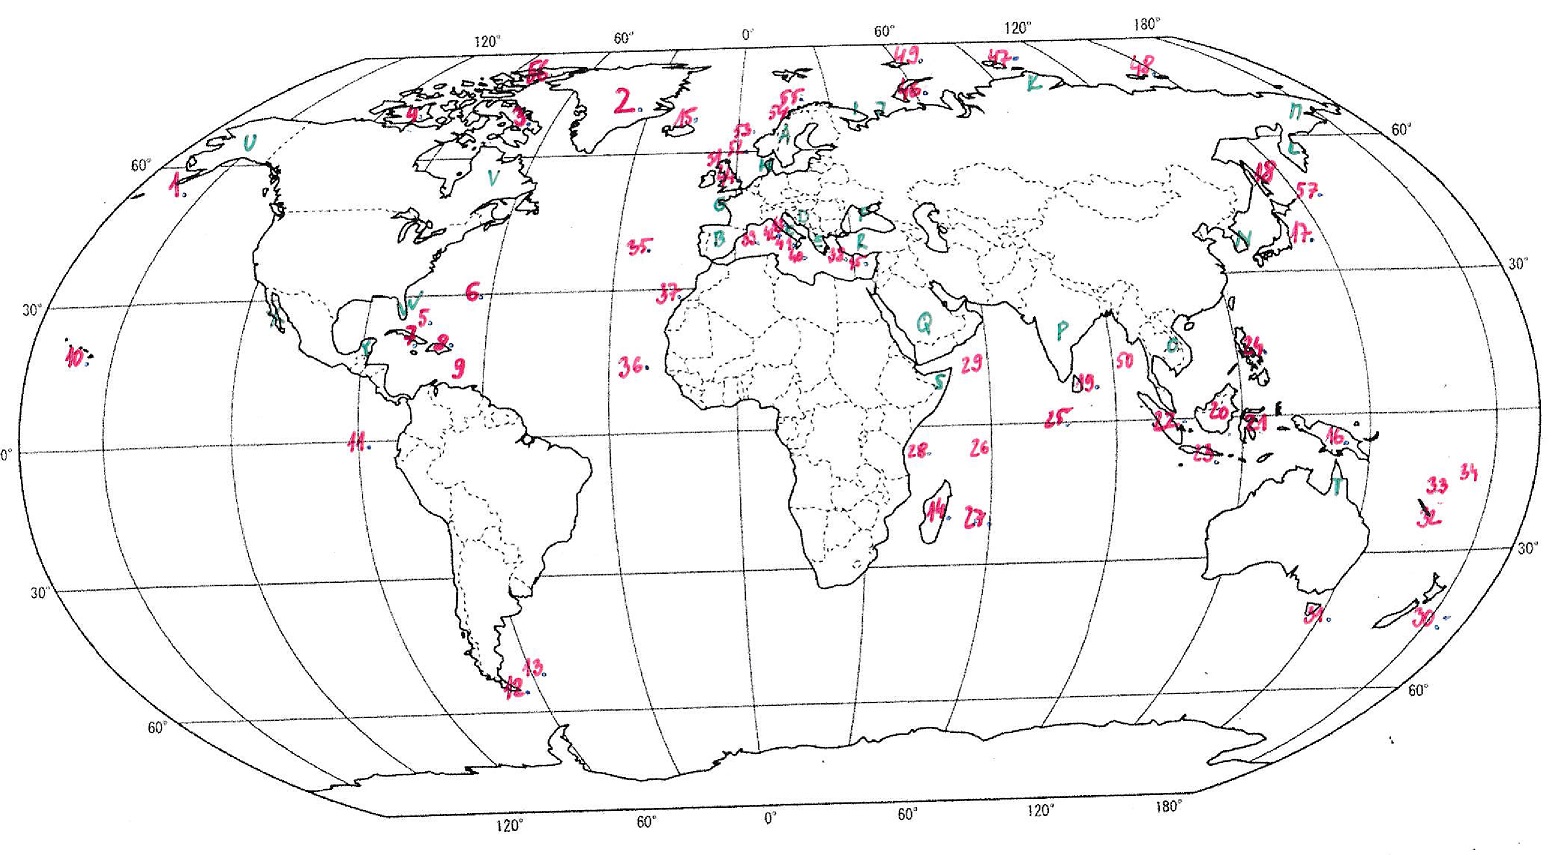 120° 60° 0° 60° 120° 180°
49. 47. 48.
56
46. K
2. 55.
3. 54 J M
4 15. 53. A
60° U 52 60°
51 L
V H 18
1. 44 57.
G
D F
35. B 39 N 17.
E R
40 38
30° 6. 37. 30°
W
X 5. Q P
7. 8. O 24.
10. Y 36. 29 50
9 S 19.
25. 22. 20 21
11. 28. 26 16.
0° 23.
34
T 33
14. 27. 32
30° 30°
31. 30.
13.
12.
60° 60°
120° 60° 0° 60° 120° 180°